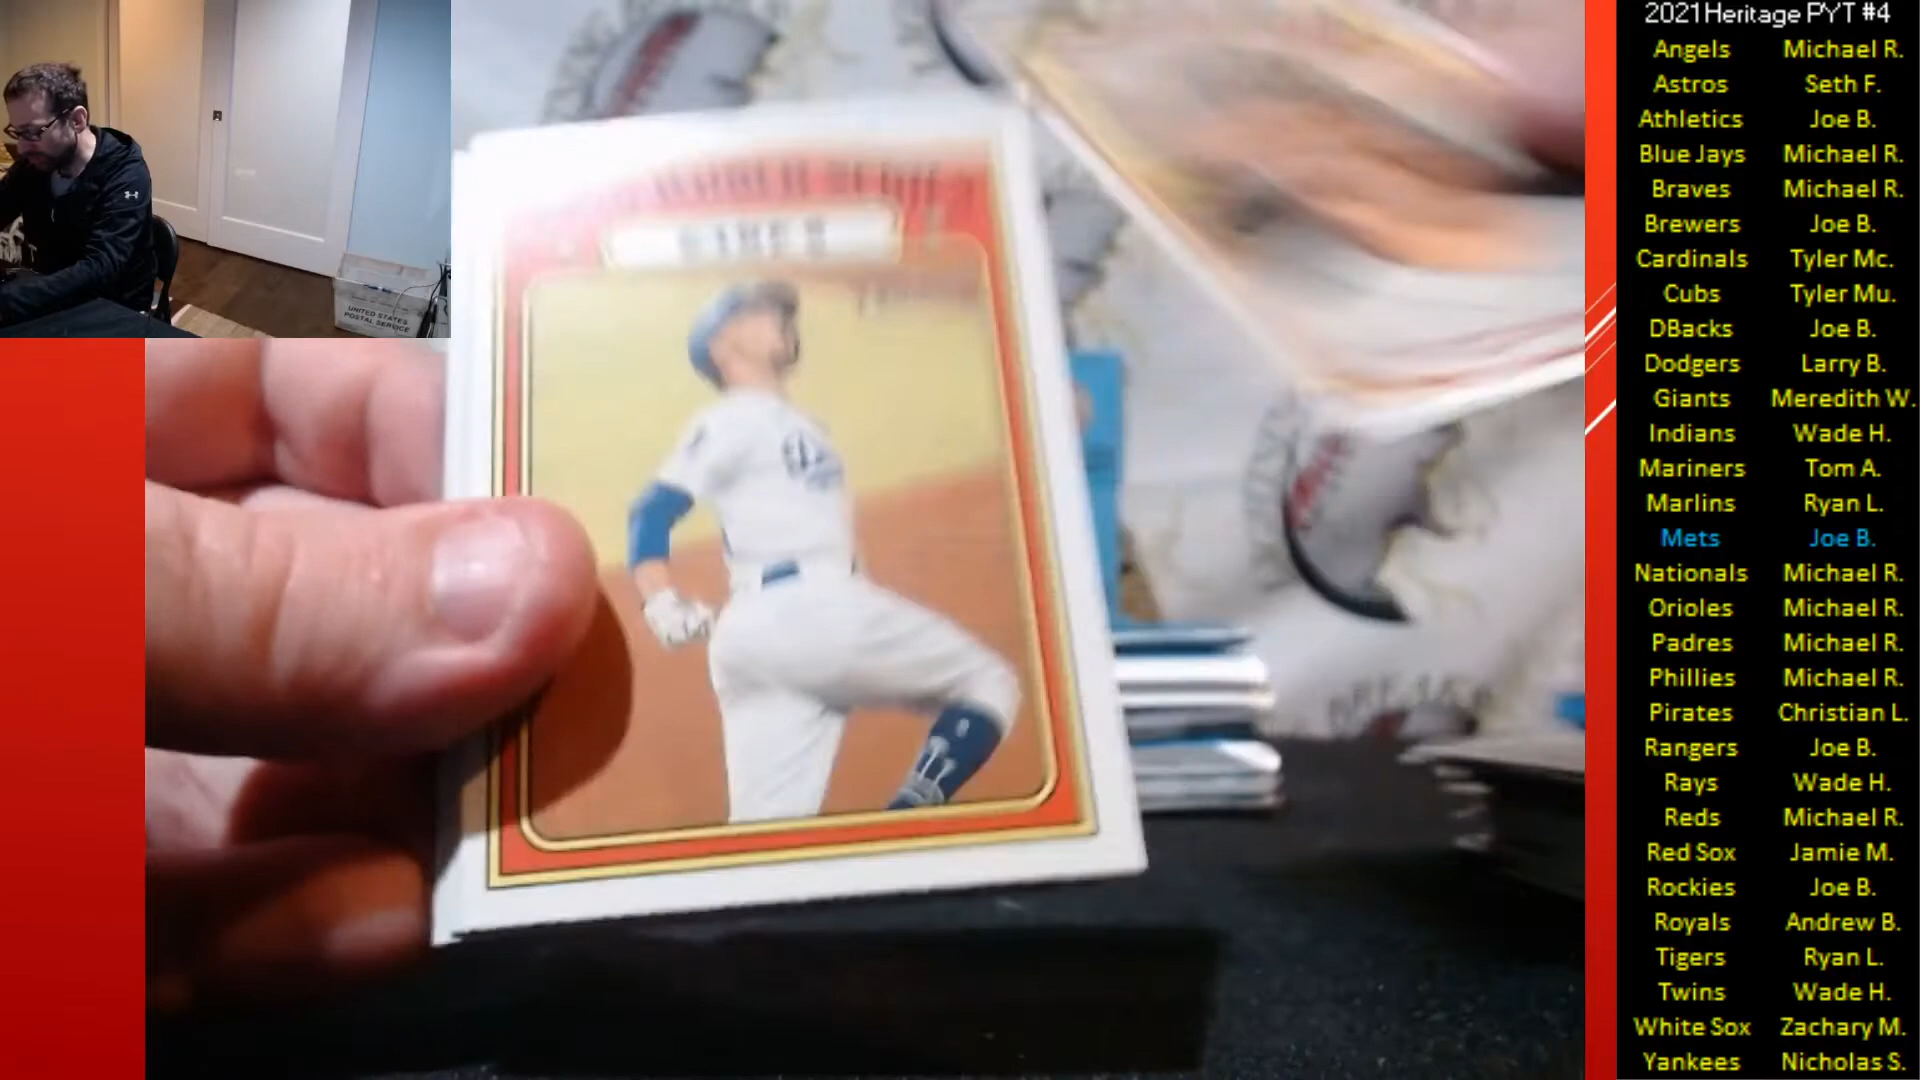 2021 Heritage PYT #4
Angels Michael R.
Astros Seth F.
Athletics Joe B.
Blue Jays Michael R.
Braves Michael R.
Brewers Joe B.
Cardinals Tyler Mc.
Cubs Tyler Mu.
DBacks Joe B.
Dodgers Larry B.
Giants Meredith W.
Indians Wade H.
Mariners Tom A.
Marlins Ryan L.
Mets Joe B.
Nationals Michael R.
Orioles Michael R.
Padres Michael R.
Phillies Michael R.
Pirates Christian L.
Rangers Joe B.
Rays Wade H.
Reds Michael R.
Red Sox Jamie M.
Rockies Joe B.
Royals Andrew B.
Tigers Ryan L.
Twins Wade H.
White Sox Zachary M.
Yankees Nicholas S.
UNITED STATES
POSTAL SERVICE